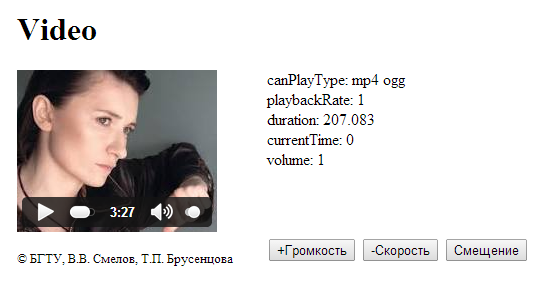 Video
canPlayType: mp4 ogg
playbackRate: 1
duration: 207.083
currentTime: 0
volume: 1
3:27
+Громкость -Скорость Смещение
© БГТУ, В.В. Смелов, Т.П. Брусенцова